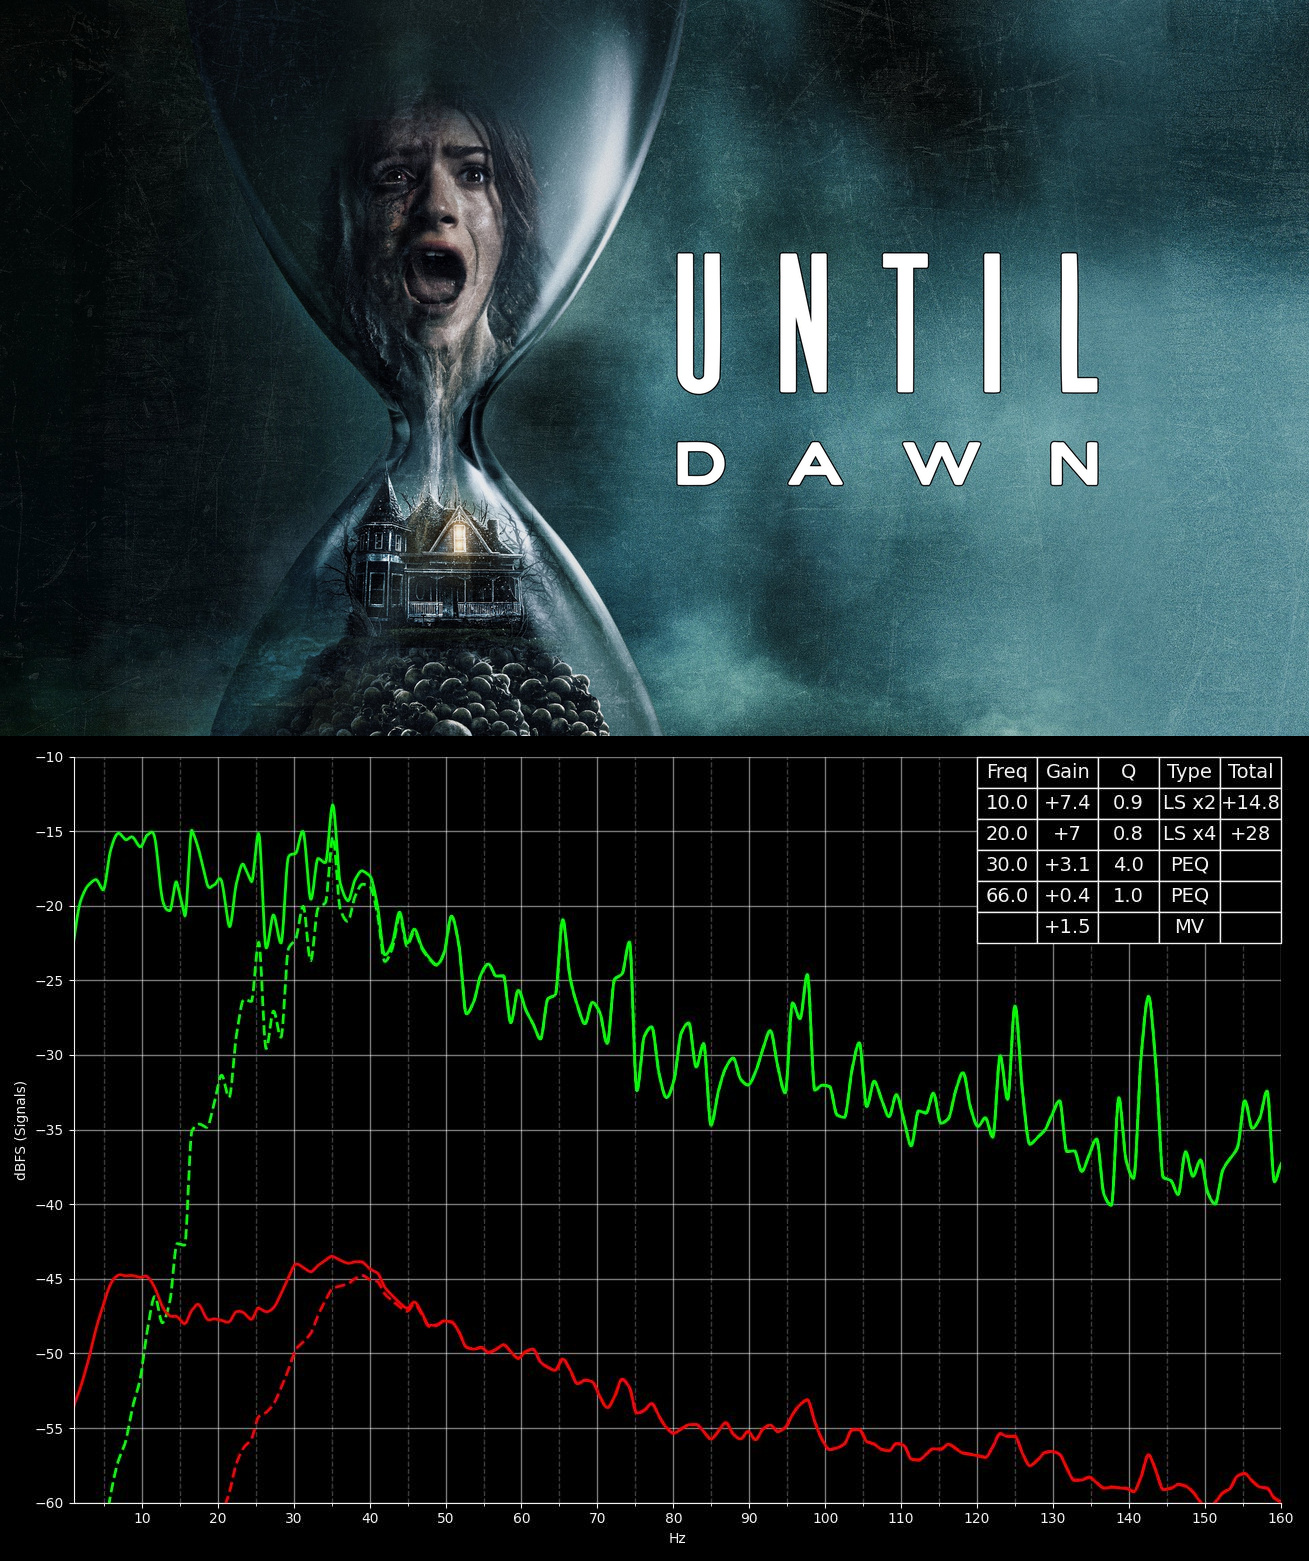 UNTIL
DAWN
Freq Gain Q Type Total
10.0 +7.4 0.9 LS x2 +14.8
20.0 +7 0.8 LS x4 +28
30.0 +3.1 4.0 PEQ
66.0 +0.4 1.0 PEQ
+1.5 MV
−10
−15
−20
−25
−30
−35
−40
−45
−50
−55
−60
dBFS (Signals)
10 20 30 40 50 60 70 80 90 100 110 120 130 140 150 160
Hz